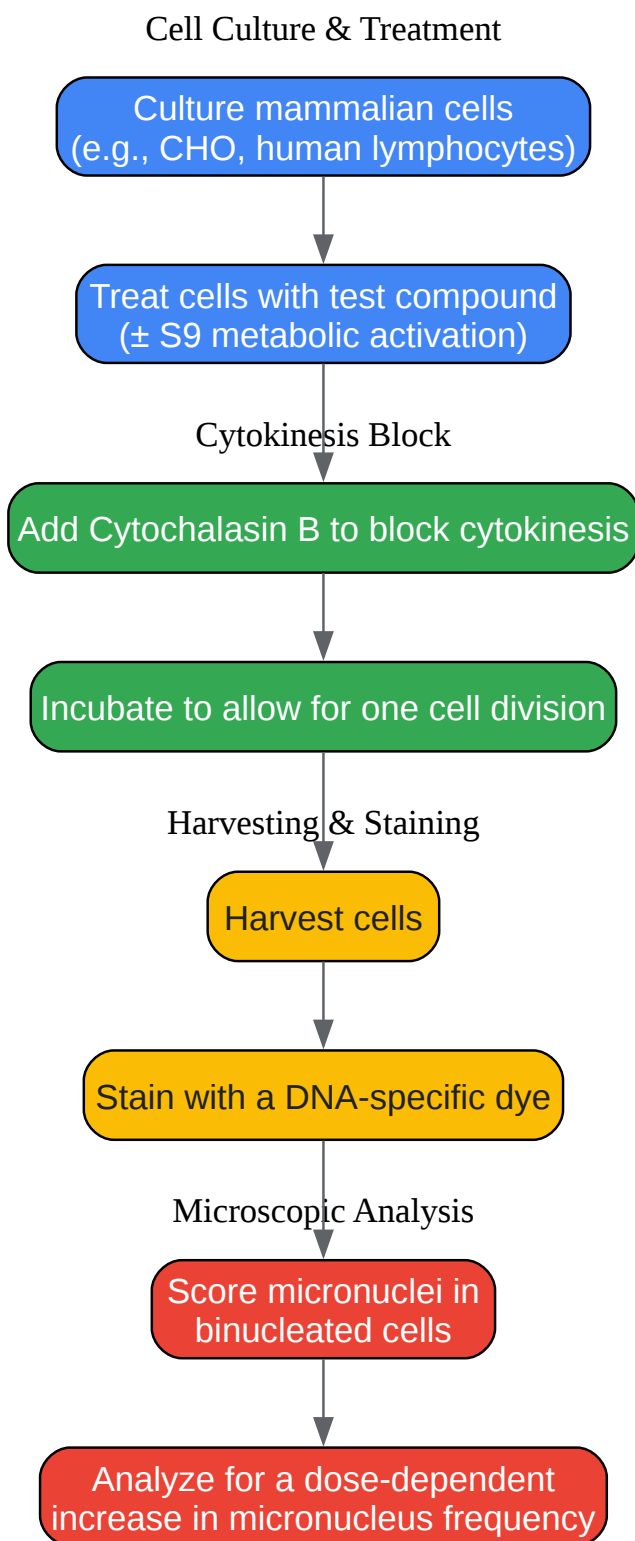 Cell Culture & Treatment
Culture mammalian cells
(e.g., CHO, human lymphocytes)
Treat cells with test compound
(± S9 metabolic activation)
Cytokinesis Block
Add Cytochalasin B to block cytokinesis
Incubate to allow for one cell division
Harvesting & Staining
Harvest cells
Stain with a DNA-specific dye
Microscopic Analysis
Score micronuclei in
binucleated cells
Analyze for a dose-dependent
increase in micronucleus frequency